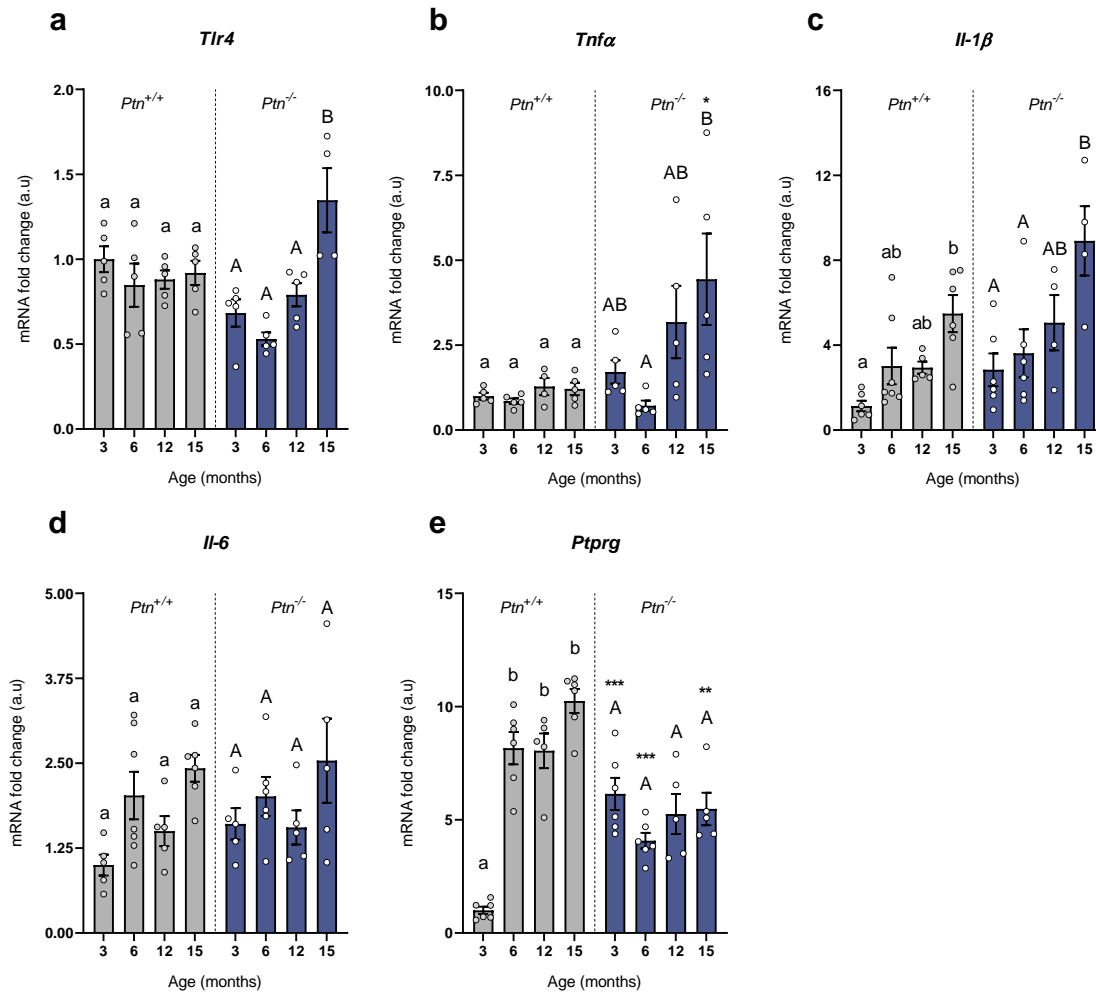 a
Tlr4
mRNA fold change (a.u)
2.0
1.5
1.0
0.5
0.0
Ptn+/+
Ptn-/-
a a a a
A A A B
3 6 12 15 3 6 12 15
Age (months)
b
Tnfα
mRNA fold change (a.u)
10.0
7.5
5.0
2.5
0.0
Ptn+/+
Ptn-/-
*
a a a a
AB A AB B
3 6 12 15 3 6 12 15
Age (months)
c
Il-1β
mRNA fold change (a.u)
16
12
8
4
0
Ptn+/+
Ptn-/-
a ab ab b
A A AB B
3 6 12 15 3 6 12 15
Age (months)
d
Il-6
mRNA fold change (a.u)
5.00
3.75
2.50
1.25
0.00
Ptn+/+
Ptn-/-
a a a a
A A A A
3 6 12 15 3 6 12 15
Age (months)
e
Ptprg
mRNA fold change (a.u)
15
10
5
0
Ptn+/+
Ptn-/-
*** *** **
a b b b
A A A A
3 6 12 15 3 6 12 15
Age (months)